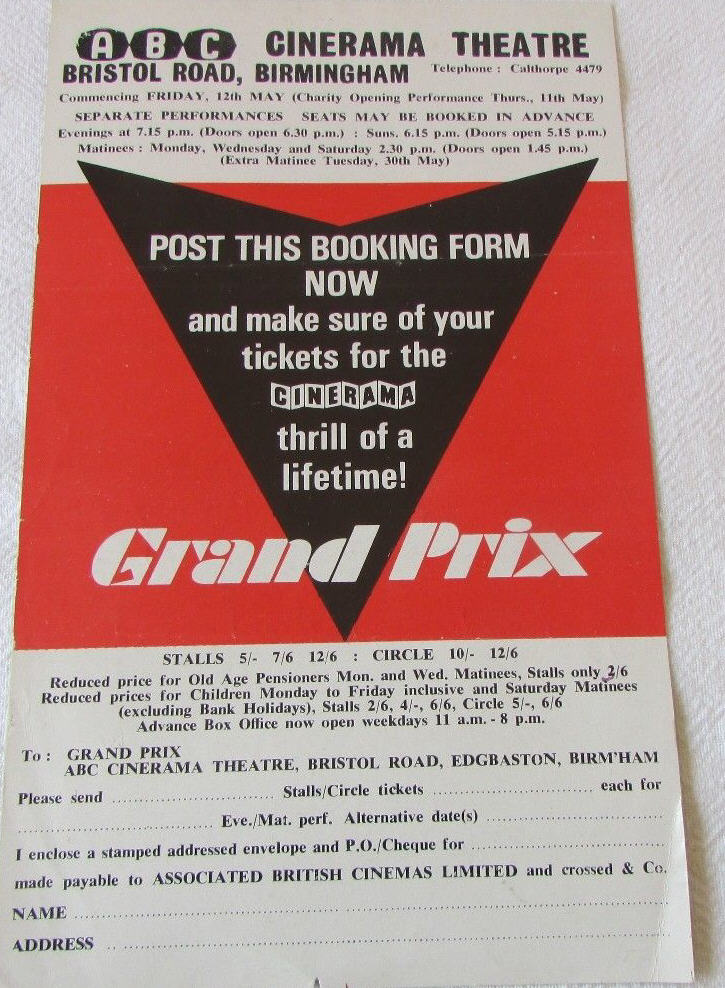 ABC CINERAMA THEATRE
BRISTOL ROAD, BIRMINGHAM Telephone : Calthorpe 4479
Commencing FRIDAY, 12th MAY (Charity Opening Performance Thurs., 11th May)
SEPARATE PERFORMANCES SEATS MAY BE BOOKED IN ADVANCE
Evenings at 7.15 p.m. (Doors open 6.30 p.m.) : Suns. 6.15 p.m. (Doors open 5.15 p.m.)
Matinees : Monday, Wednesday and Saturday 2.30 p.m. (Doors open 1.45 p.m.)
(Extra Matinee Tuesday, 30th May)
POST THIS BOOKING FORM
NOW
and make sure of your
tickets for the
CINERAMA
thrill of a
lifetime!
Grand Prix
STALLS 5/- 7/6 12/6 : CIRCLE 10/- 12/6
Reduced price for Old Age Pensioners Mon. and Wed. Matinees, Stalls only 2/6
Reduced prices for Children Monday to Friday inclusive and Saturday Matinees
(excluding Bank Holidays), Stalls 2/6, 4/-, 6/6, Circle 5/-, 6/6
Advance Box Office now open weekdays 11 a.m. - 8 p.m.
To : GRAND PRIX
ABC CINERAMA THEATRE, BRISTOL ROAD, EDGBASTON, BIRM'HAM
Please send ............................ Stalls/Circle tickets ............................ each for
.................................. Eve./Mat. perf. Alternative date(s) ................................
I enclose a stamped addressed envelope and P.O./Cheque for ..................................
made payable to ASSOCIATED BRITISH CINEMAS LIMITED and crossed & Co.
NAME ................................................................
ADDRESS ................................................................